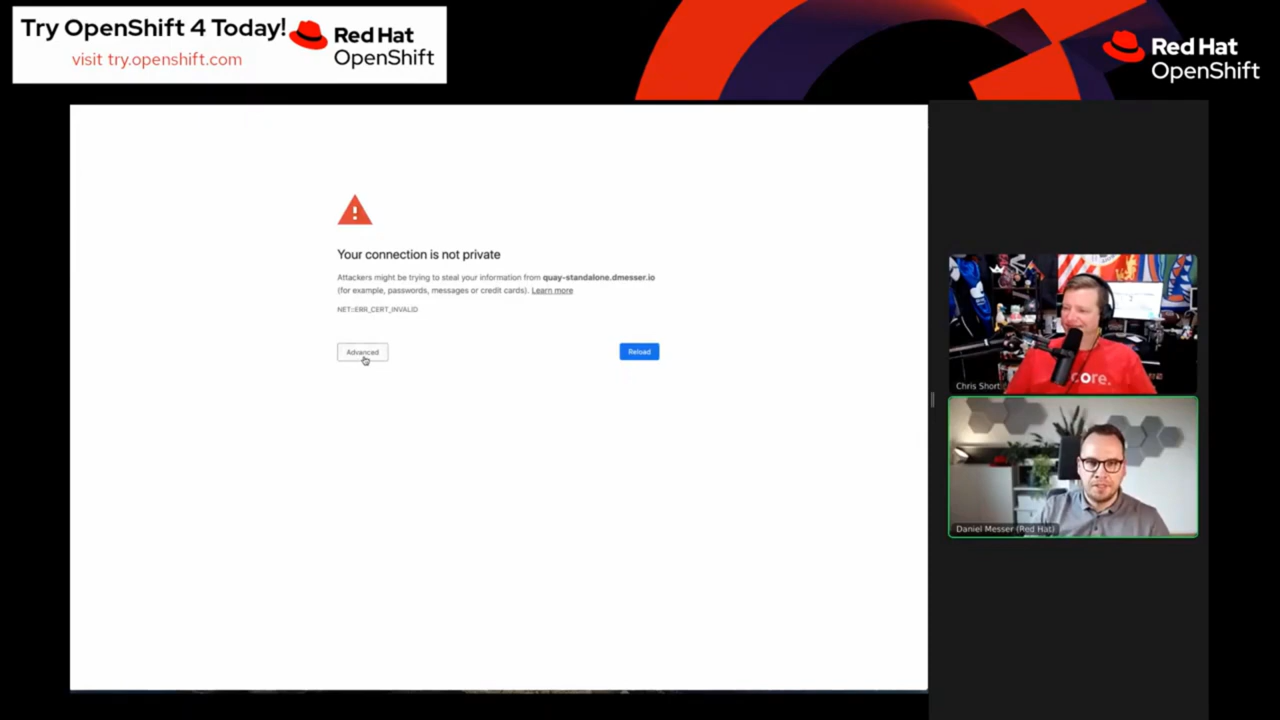 Try OpenShift 4 Today!
visit try.openshift.com
Red Hat
OpenShift
Red Hat
OpenShift
Your connection is not private
Attackers might be trying to steal your information from quay-standalone.dmesser.io
(for example, passwords, messages or credit cards). Learn more
NET::ERR_CERT_INVALID
Advanced
Reload
core.
Chris Short
Daniel Messer (Red Hat)